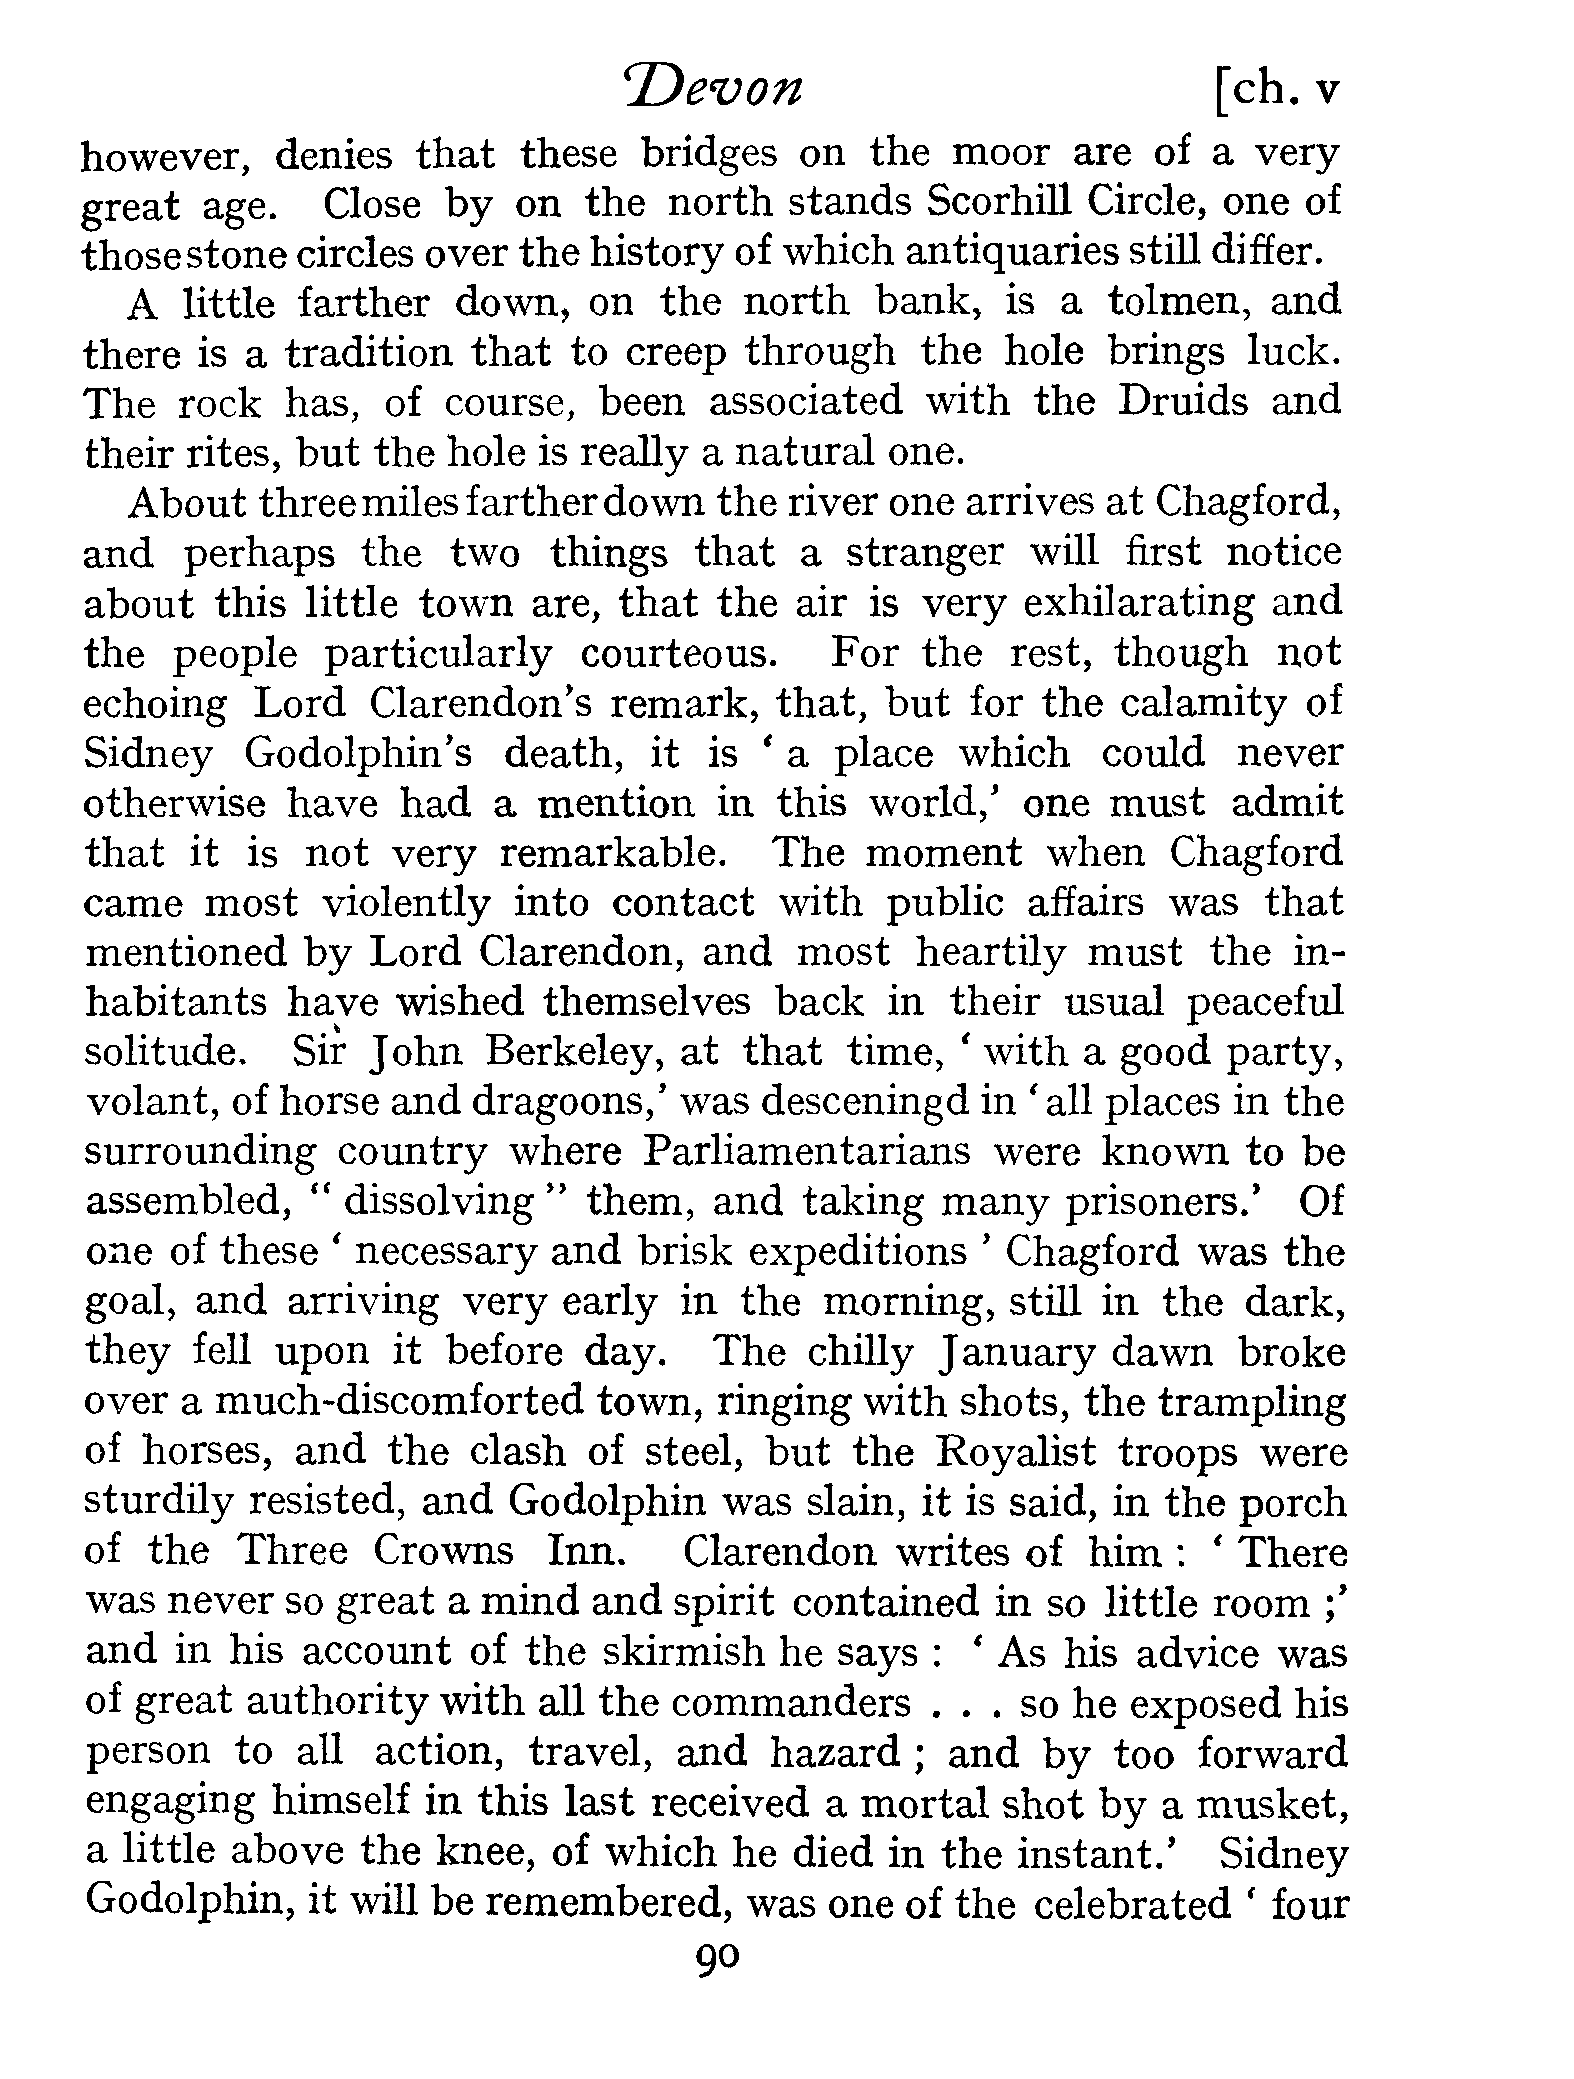 Devon [ch. v
however, denies that these bridges on the moor are of a very
great age. Close by on the north stands Scorhill Circle, one of
those stone circles over the history of which antiquaries still differ.
A little farther down, on the north bank, is a tolmen, and
there is a tradition that to creep through the hole brings luck.
The rock has, of course, been associated with the Druids and
their rites, but the hole is really a natural one.
About three miles farther down the river one arrives at Chagford,
and perhaps the two things that a stranger will first notice
about this little town are, that the air is very exhilarating and
the people particularly courteous. For the rest, though not
echoing Lord Clarendon's remark, that, but for the calamity of
Sidney Godolphin's death, it is ‘ a place which could never
otherwise have had a mention in this world,’ one must admit
that it is not very remarkable. The moment when Chagford
came most violently into contact with public affairs was that
mentioned by Lord Clarendon, and most heartily must the in-
habitants have wished themselves back in their usual peaceful
solitude. Sir John Berkeley, at that time, ‘ with a good party,
volant, of horse and dragoons,’ was desceningd in ‘ all places in the
surrounding country where Parliamentarians were known to be
assembled, “ dissolving ” them, and taking many prisoners.’ Of
one of these ‘ necessary and brisk expeditions ’ Chagford was the
goal, and arriving very early in the morning, still in the dark,
they fell upon it before day. The chilly January dawn broke
over a much-discomforted town, ringing with shots, the trampling
of horses, and the clash of steel, but the Royalist troops were
sturdily resisted, and Godolphin was slain, it is said, in the porch
of the Three Crowns Inn. Clarendon writes of him : ‘ There
was never so great a mind and spirit contained in so little room ;’
and in his account of the skirmish he says : ‘ As his advice was
of great authority with all the commanders . . . so he exposed his
person to all action, travel, and hazard ; and by too forward
engaging himself in this last received a mortal shot by a musket,
a little above the knee, of which he died in the instant.’ Sidney
Godolphin, it will be remembered, was one of the celebrated ‘ four
90